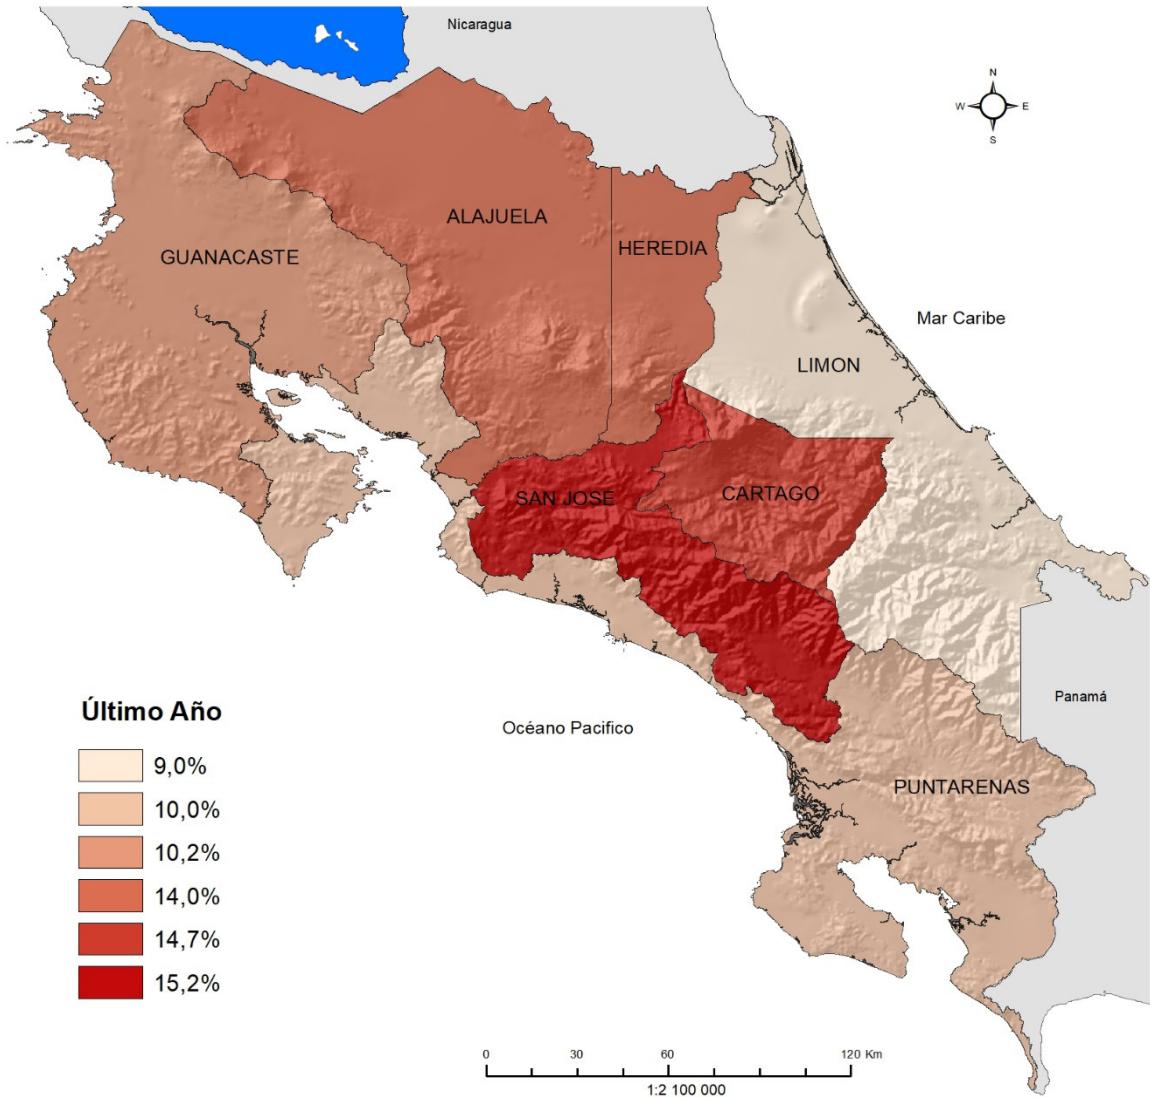 Nicaragua
N
W
E
S
ALAJUELA
HEREDIA
GUANACASTE
Mar Caribe
LIMON
SAN JOSE
CARTAGO
Panamá
Océano Pacifico
PUNTARENAS
Último Año
9,0%
10,0%
10,2%
14,0%
14,7%
15,2%
0 30 60 120 Km
1:2 100 000